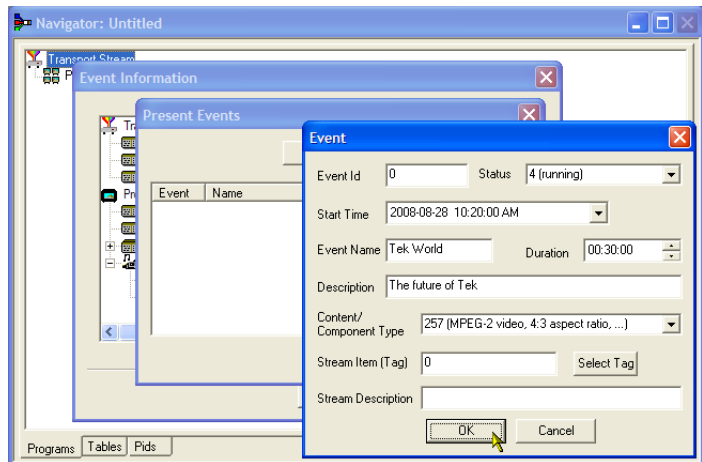 Navigator: Untitled
Transport Stream
P
Event Information
Tr
Pr
Present Events
Event Name
Event
Event Id 0 Status 4 (running)
Start Time 2008-08-28 10:20:00 AM
Event Name Tek World Duration 00:30:00
Description The future of Tek
Content/
Component Type 257 (MPEG-2 video, 4:3 aspect ratio, ...)
Stream Item (Tag) 0 Select Tag
Stream Description
OK Cancel
Programs Tables Pids